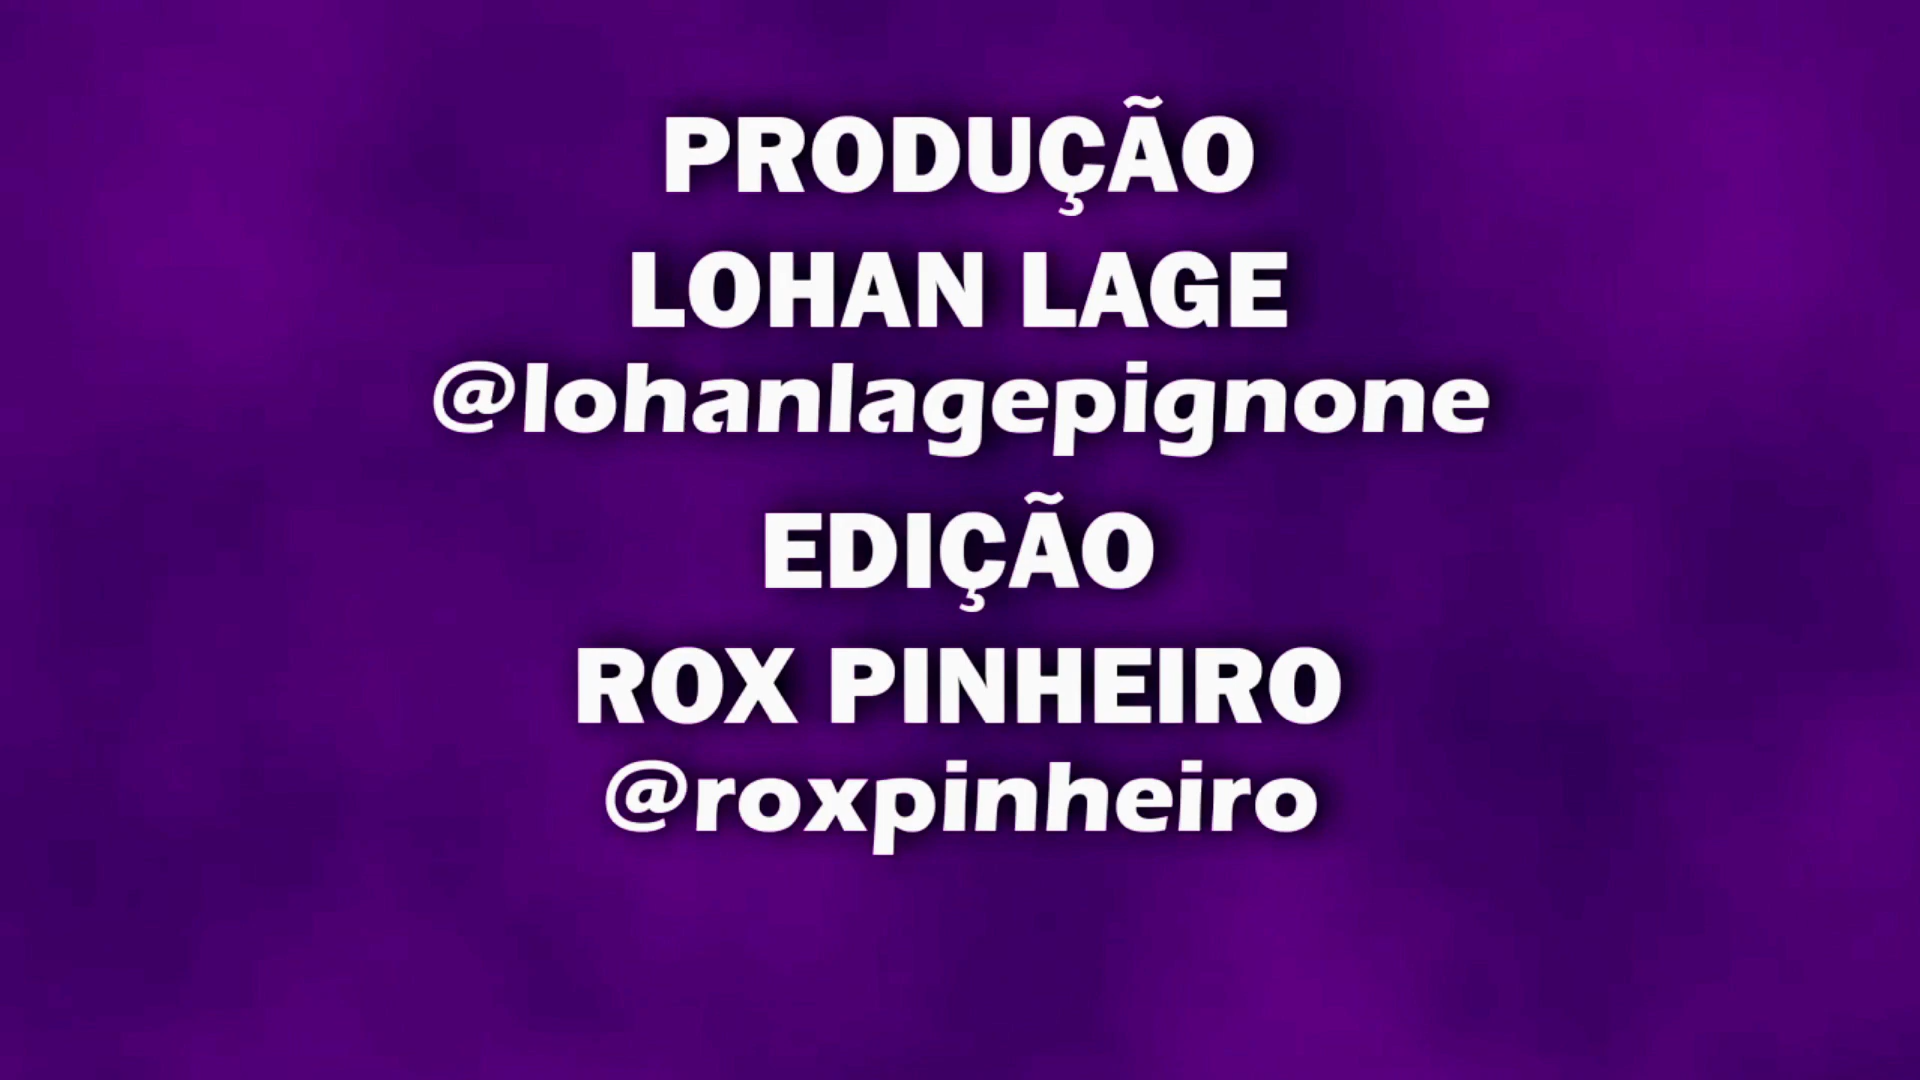 PRODUÇÃO
LOHAN LAGE
@lohanlagepignone
EDIÇÃO
ROX PINHEIRO
@roxpinheiro